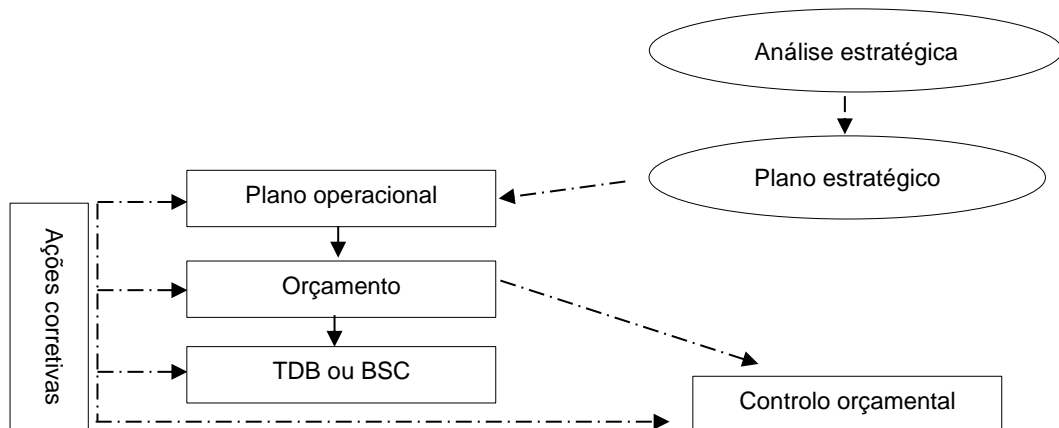 Análise estratégica
Plano estratégico
Plano operacional
Ações corretivas
Orçamento
TDB ou BSC
Controlo orçamental